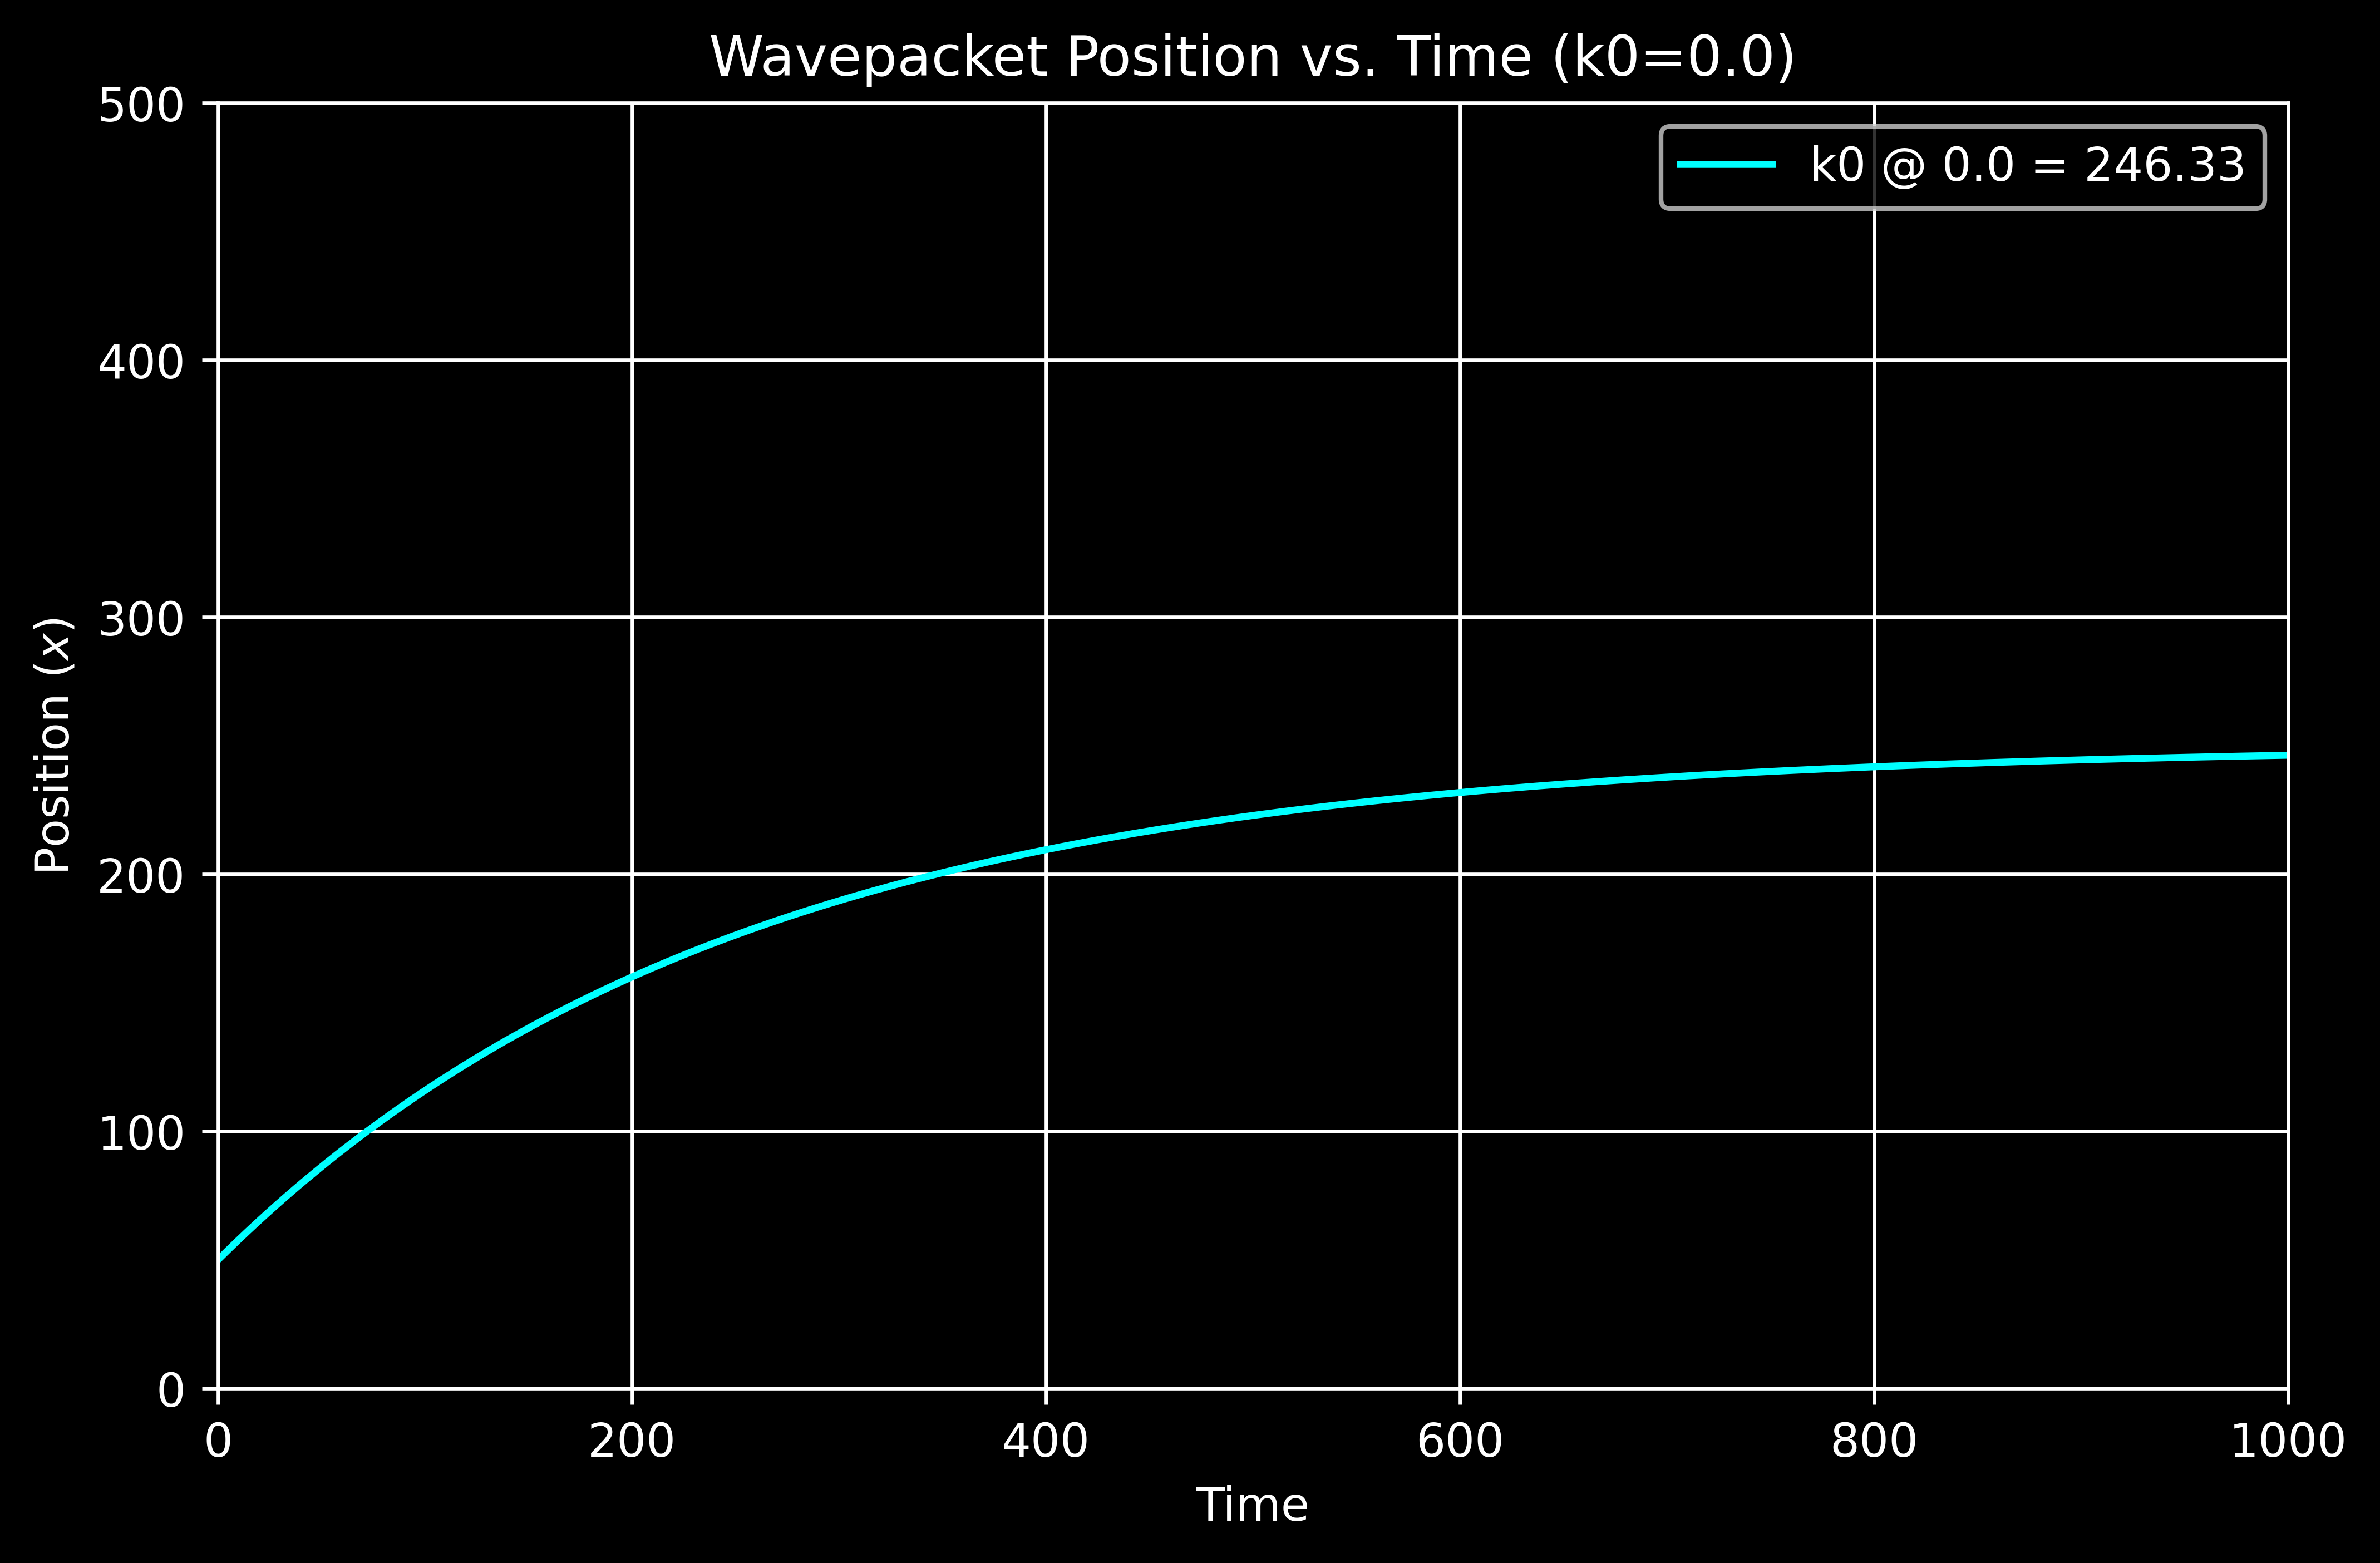 Wavepacket Position vs. Time (k0=0.0)
k0 @ 0.0 = 246.33
Position (x)
500
400
300
200
100
0
0 200 400 600 800 1000
Time